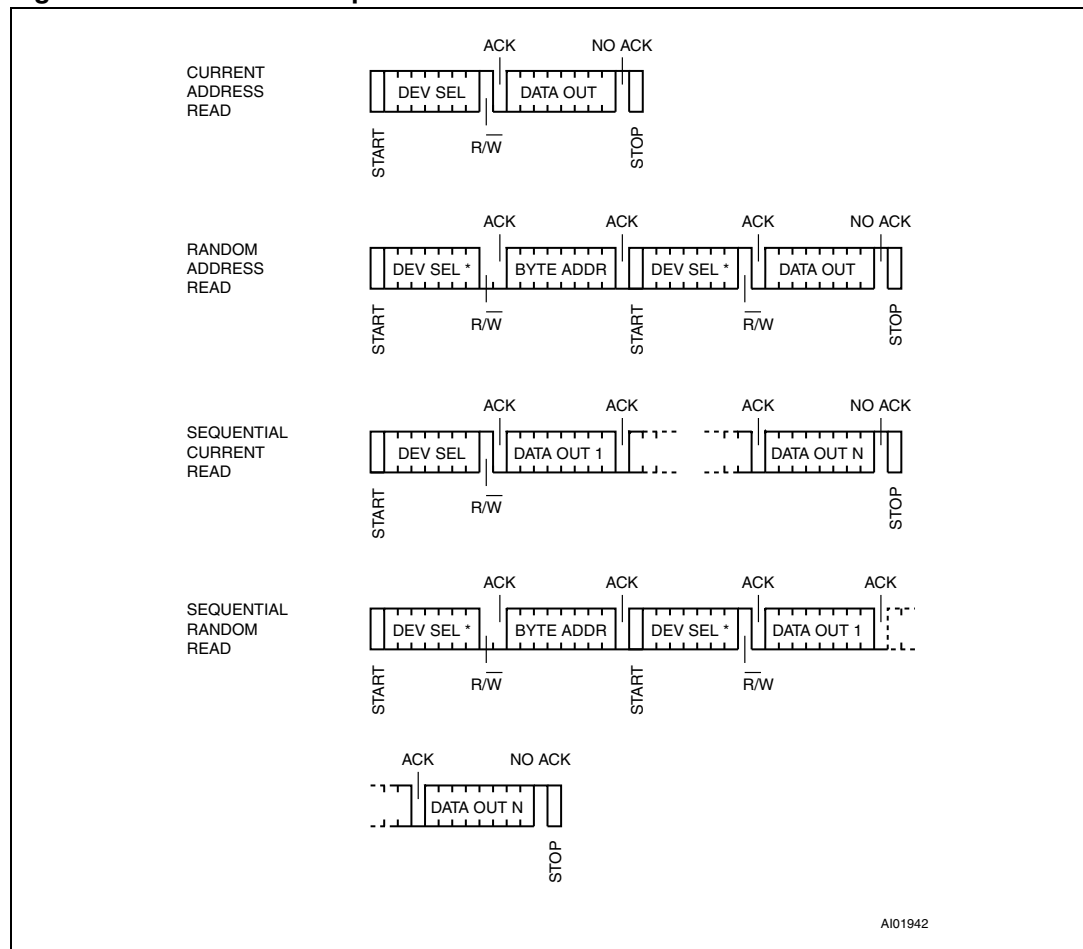 ACK NO ACK
CURRENT
ADDRESS
READ
DEV SEL DATA OUT
START R/W STOP
ACK ACK ACK NO ACK
RANDOM
ADDRESS
READ
DEV SEL * BYTE ADDR DEV SEL * DATA OUT
START R/W START R/W STOP
ACK ACK ACK NO ACK
SEQUENTIAL
CURRENT
READ
DEV SEL DATA OUT 1 DATA OUT N
START R/W STOP
ACK ACK ACK ACK
SEQUENTIAL
RANDOM
READ
DEV SEL * BYTE ADDR DEV SEL * DATA OUT 1
START R/W START R/W
ACK NO ACK
DATA OUT N
STOP
AI01942